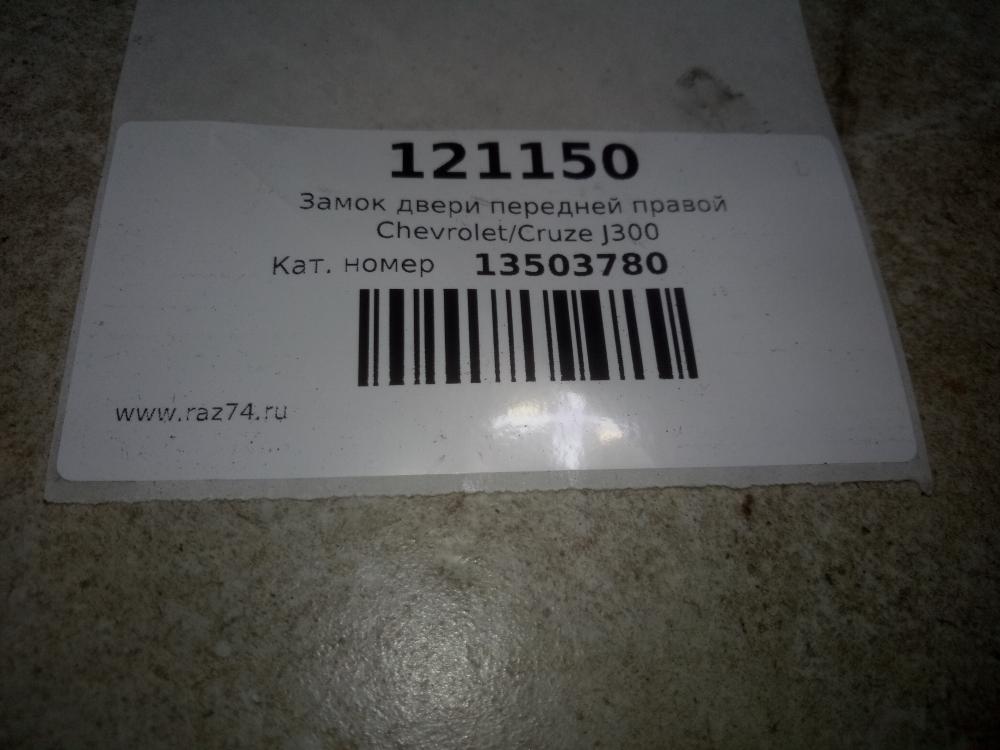 121150
Замок двери передней правой
Chevrolet/Cruze J300
Кат. номер 13503780
www.raz74.ru